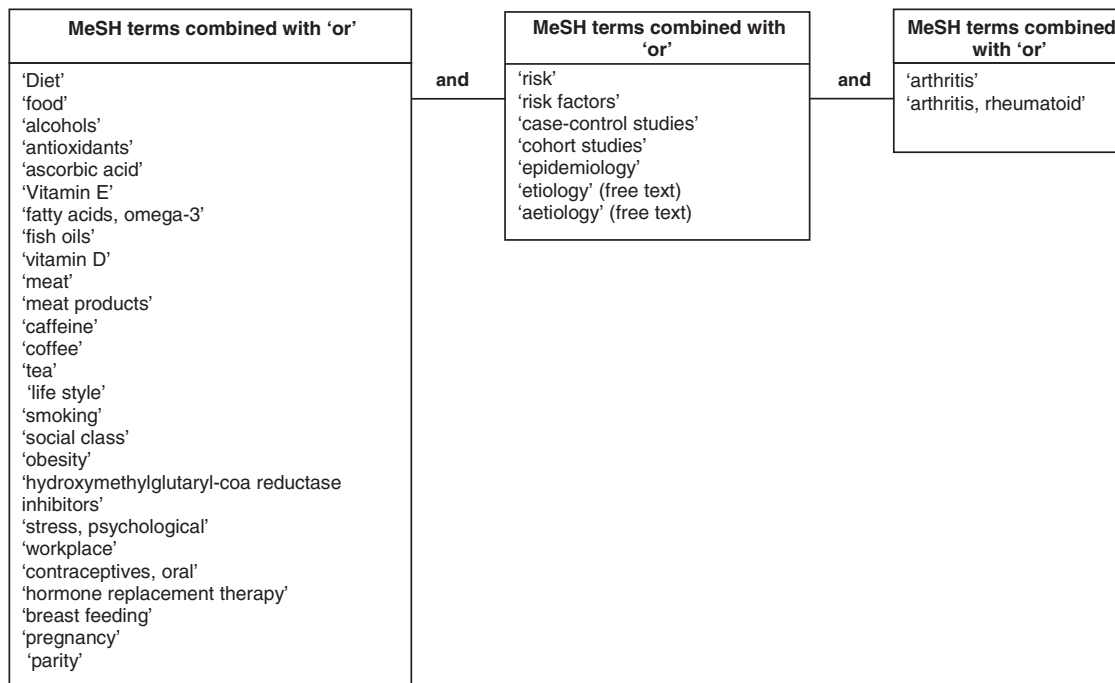 MeSH terms combined with ‘or’
‘Diet’
‘food’
‘alcohols’
‘antioxidants’
‘ascorbic acid’
‘Vitamin E’
‘fatty acids, omega-3’
‘fish oils’
‘vitamin D’
‘meat’
‘meat products’
‘caffeine’
‘coffee’
‘tea’
‘life style’
‘smoking’
‘social class’
‘obesity’
‘hydroxymethylglutaryl-coa reductase
inhibitors’
‘stress, psychological’
‘workplace’
‘contraceptives, oral’
‘hormone replacement therapy’
‘breast feeding’
‘pregnancy’
‘parity’
and
MeSH terms combined with
‘or’
‘risk’
‘risk factors’
‘case-control studies’
‘cohort studies’
‘epidemiology’
‘etiology’ (free text)
‘aetiology’ (free text)
and
MeSH terms combined
with ‘or’
‘arthritis’
‘arthritis, rheumatoid’